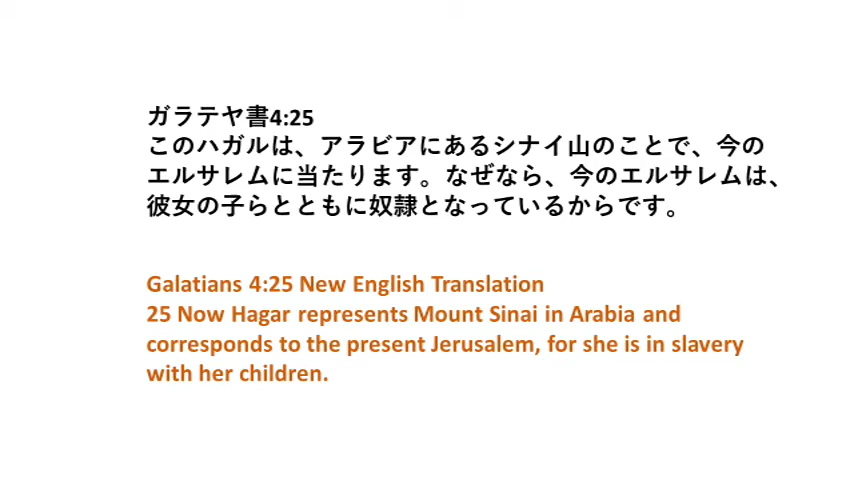 ガラテヤ書4:25
このハガルは、アラビアにあるシナイ山のことで、今の
エルサレムに当たります。なぜなら、今のエルサレムは、
彼女の子らとともに奴隷となっているからです。
Galatians 4:25 New English Translation
25 Now Hagar represents Mount Sinai in Arabia and
corresponds to the present Jerusalem, for she is in slavery
with her children.